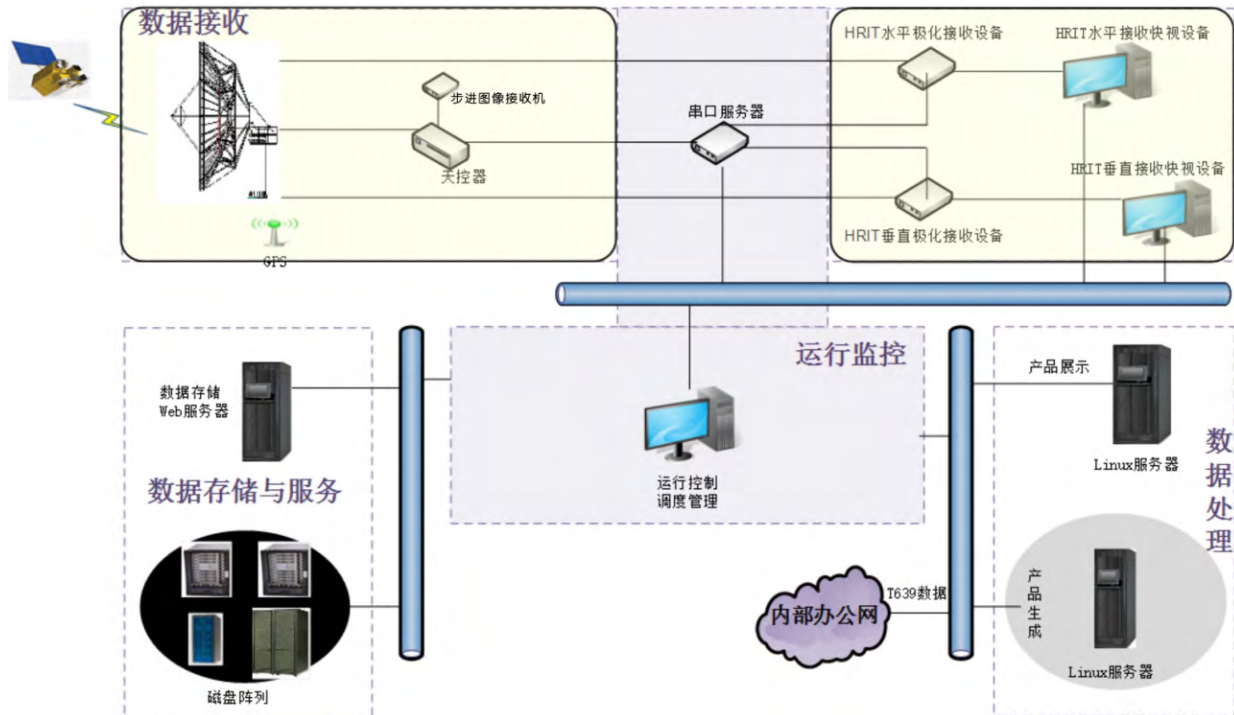 数据接收
HRIT水平极化接收设备
HRIT水平接收快视设备
步进图像接收机
串口服务器
天控器
HRIT垂直接收快视设备
HRIT垂直极化接收设备
GPS
运行监控
产品展示
数据存储
Web服务器
Linux服务器
数
据
处
理
运行控制
调度管理
数据存储与服务
T639数据
内部办公网
产
品
生
成
Linux服务器
磁盘阵列